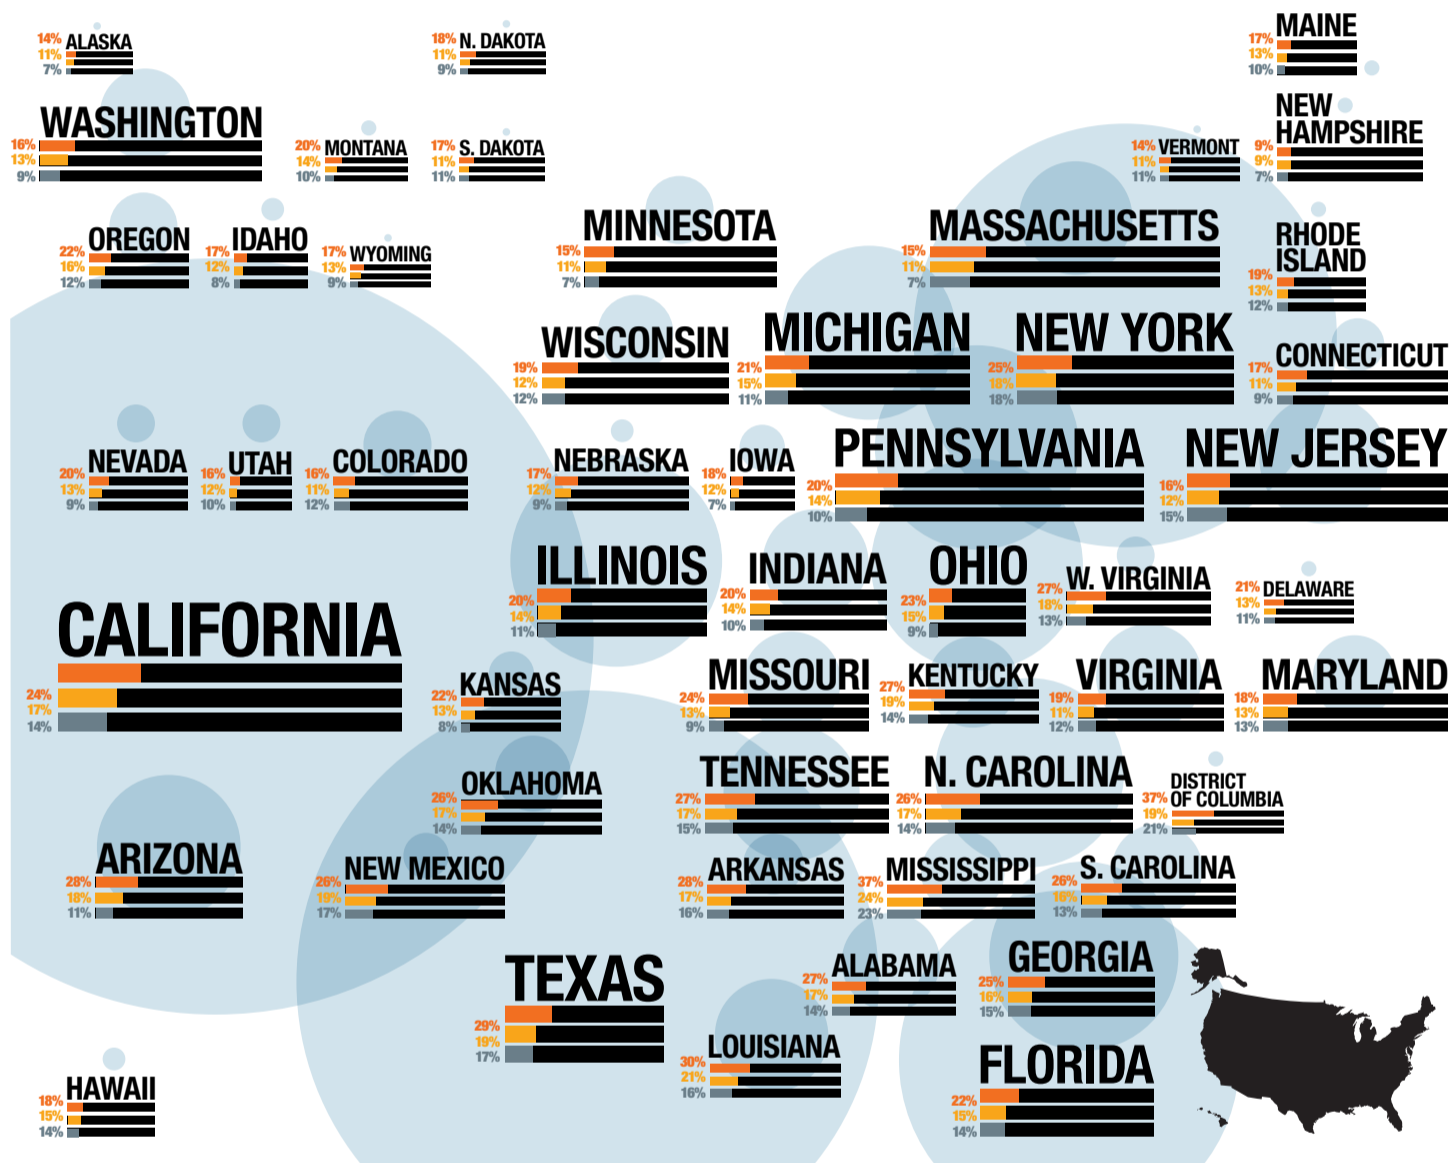 ALASKA
14%
11%
7%
N. DAKOTA
18%
11%
9%
MAINE
17%
13%
10%
WASHINGTON
16%
13%
9%
MONTANA
20%
14%
10%
S. DAKOTA
17%
11%
11%
VERMONT
14%
11%
11%
NEW
HAMPSHIRE
9%
9%
7%
OREGON
22%
16%
12%
IDAHO
17%
12%
8%
WYOMING
17%
13%
9%
MINNESOTA
15%
11%
7%
MASSACHUSETTS
15%
11%
7%
RHODE
ISLAND
19%
13%
12%
WISCONSIN
19%
12%
12%
MICHIGAN
21%
15%
11%
NEW YORK
25%
18%
18%
CONNECTICUT
17%
11%
9%
NEVADA
20%
13%
9%
UTAH
16%
12%
10%
COLORADO
16%
11%
12%
NEBRASKA
17%
12%
9%
IOWA
18%
12%
7%
PENNSYLVANIA
20%
14%
10%
NEW JERSEY
16%
12%
15%
CALIFORNIA
24%
17%
14%
ILLINOIS
20%
14%
11%
INDIANA
20%
14%
10%
OHIO
23%
15%
9%
W. VIRGINIA
27%
18%
13%
DELAWARE
21%
13%
11%
KANSAS
22%
13%
8%
MISSOURI
24%
13%
9%
KENTUCKY
27%
19%
14%
VIRGINIA
19%
11%
12%
MARYLAND
18%
13%
13%
OKLAHOMA
26%
17%
14%
TENNESSEE
27%
17%
15%
N. CAROLINA
26%
17%
14%
DISTRICT
OF COLUMBIA
37%
19%
21%
ARIZONA
28%
18%
11%
NEW MEXICO
26%
19%
17%
ARKANSAS
28%
17%
16%
MISSISSIPPI
37%
24%
23%
S. CAROLINA
26%
16%
13%
TEXAS
29%
19%
17%
ALABAMA
27%
17%
14%
GEORGIA
25%
16%
15%
LOUISIANA
30%
21%
16%
FLORIDA
22%
15%
14%
HAWAII
18%
15%
14%